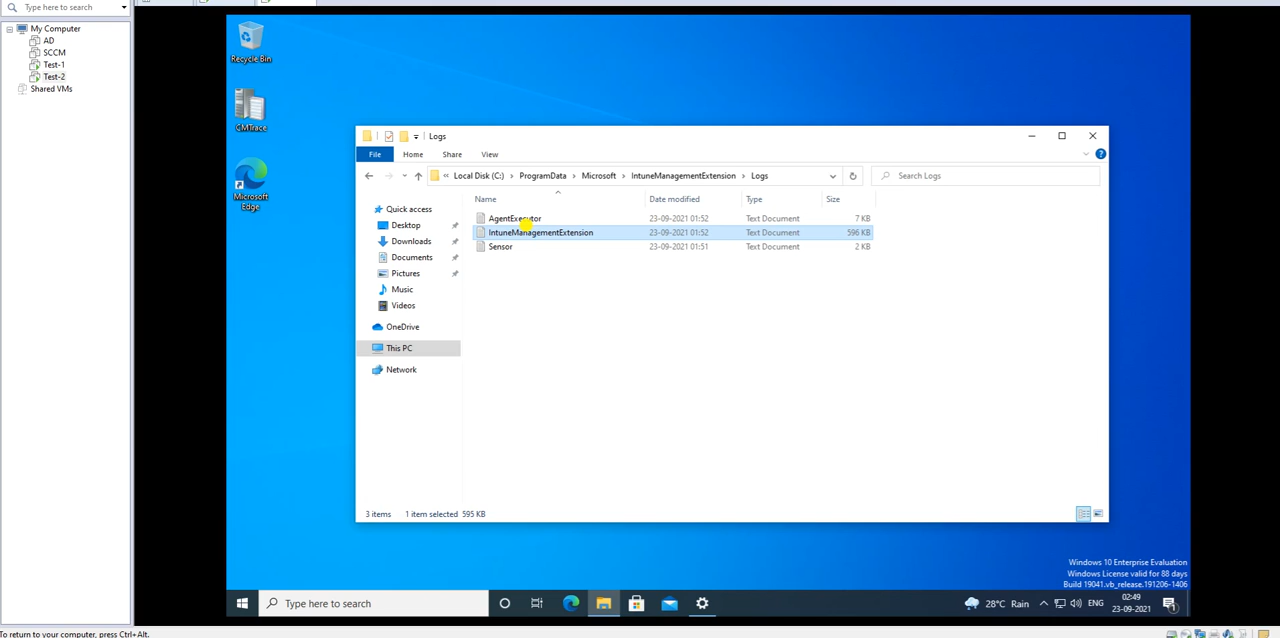 Type here to search
My Computer
AD
SCCM
Test-1
Test-2
Shared VMs
Recycle Bin
CMTrace
Microsoft
Edge
Logs
File Home Share View
« Local Disk (C:) > ProgramData > Microsoft > IntuneManagementExtension > Logs
Search Logs
Name Date modified Type Size
AgentExecutor 23-09-2021 01:52 Text Document 7 KB
IntuneManagementExtension 23-09-2021 01:52 Text Document 596 KB
Sensor 23-09-2021 01:51 Text Document 2 KB
Quick access
Desktop
Downloads
Documents
Pictures
Music
Videos
OneDrive
This PC
Network
3 items 1 item selected 595 KB
Windows 10 Enterprise Evaluation
Windows License valid for 88 days
Build 19041.vb_release.191206-1406
Type here to search
28°C Rain
ENG
02:49
23-09-2021
1
To return to your computer, press Ctrl+Alt.